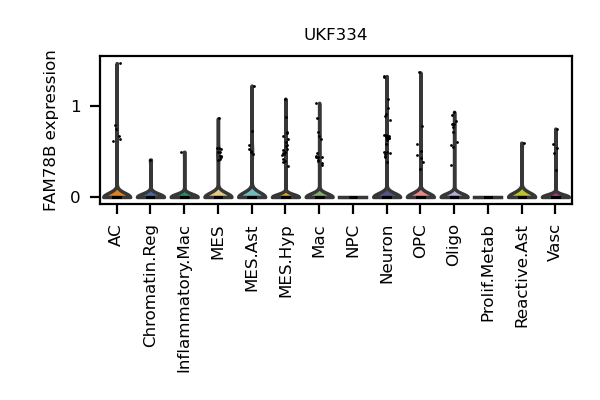 UKF334
FAM78B expression
1
0
AC
Chromatin.Reg
Inflammatory.Mac
MES
MES.Ast
MES.Hyp
Mac
NPC
Neuron
OPC
Oligo
Prolif.Metab
Reactive.Ast
Vasc